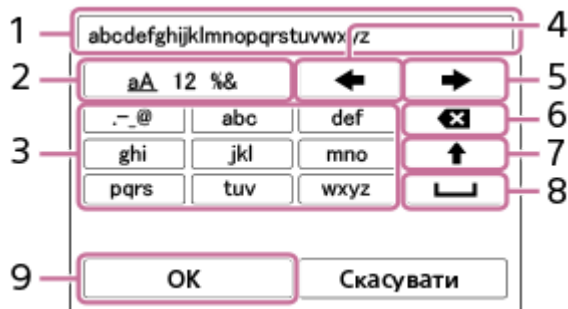 1 abcdefghijklmnopqrstuvwxyz 4
2 aA 12 %& 5
.-_@ abc def 6
3 ghi jkl mno 7
pqrs tuv wxyz 8
9 OK Скасувати